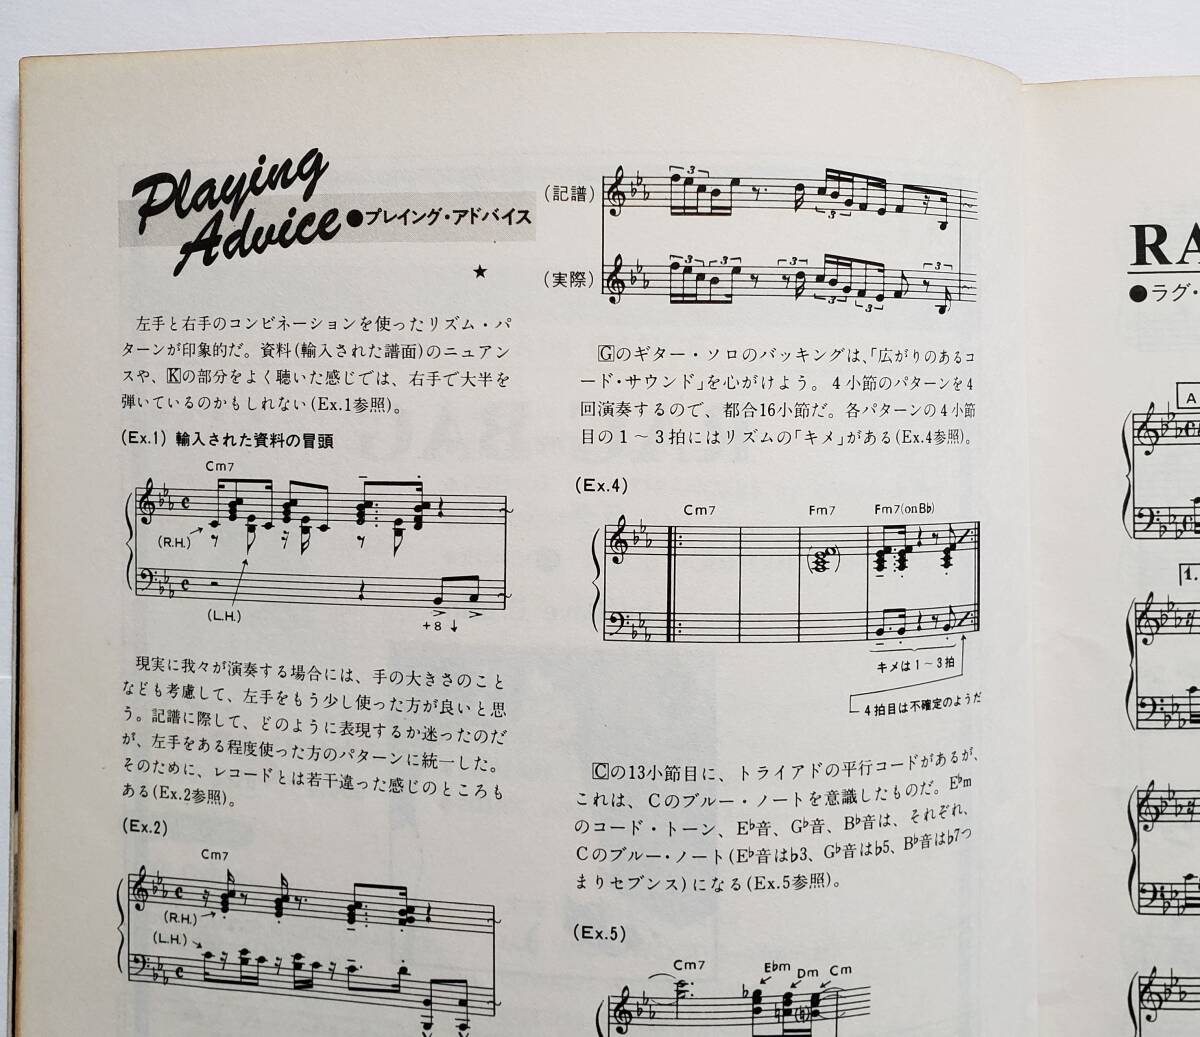 Playing
Advice ●プレイング・アドバイス
★
左手と右手のコンビネーションを使ったリズム・パ
ターンが印象的だ。資料(輸入された譜面)のニュアン
スや、Kの部分をよく聴いた感じでは、右手で大半を
弾いているのかもしれない(Ex.1参照)。
(Ex.1) 輸入された資料の冒頭
Cm7
(R.H.)
(L.H.)
+8
現実に我々が演奏する場合には、手の大きさのこと
なども考慮して、左手をもう少し使った方が良いと思
う。記譜に際して、どのように表現するか迷ったのだ
が、左手をある程度使った方のパターンに統一した。
そのために、レコードとは若干違った感じのところも
ある(Ex.2参照)。
(Ex.2)
Cm7
(R.H.)
(L.H.)
(記譜)
3
3
(実際)
3
3
3
3
3
3
Gのギター・ソロのバッキングは、「広がりのあるコ
ード・サウンド」を心がけよう。4小節のパターンを4
回演奏するので、都合16小節だ。各パターンの4小節
目の1〜3拍にはリズムの「キメ」がある(Ex.4参照)。
(Ex.4)
Cm7 Fm7 Fm7(onB♭)
キメは1〜3拍
4拍目は不確定のようだ
Cの13小節目に、トライアドの平行コードがあるが、
これは、Cのブルー・ノートを意識したものだ。E♭m
のコード・トーン、E♭音、G♭音、B♭音は、それぞれ、
Cのブルー・ノート(E♭音は♭3、G♭音は♭5、B♭音は♭7つ
まりセブンス)になる(Ex.5参照)。
(Ex.5)
Cm7 E♭m Dm Cm
RA
●ラグ・
A
1.